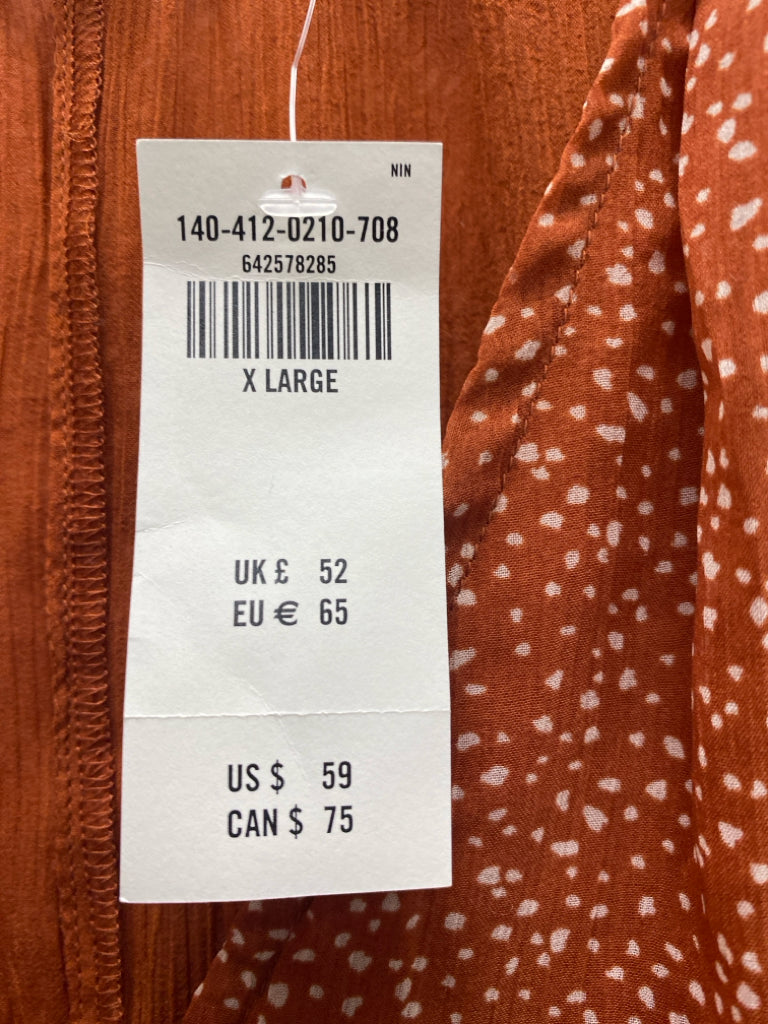 NIN
140-412-0210-708
642578285
X LARGE
UK £ 52
EU € 65
US $ 59
CAN $ 75